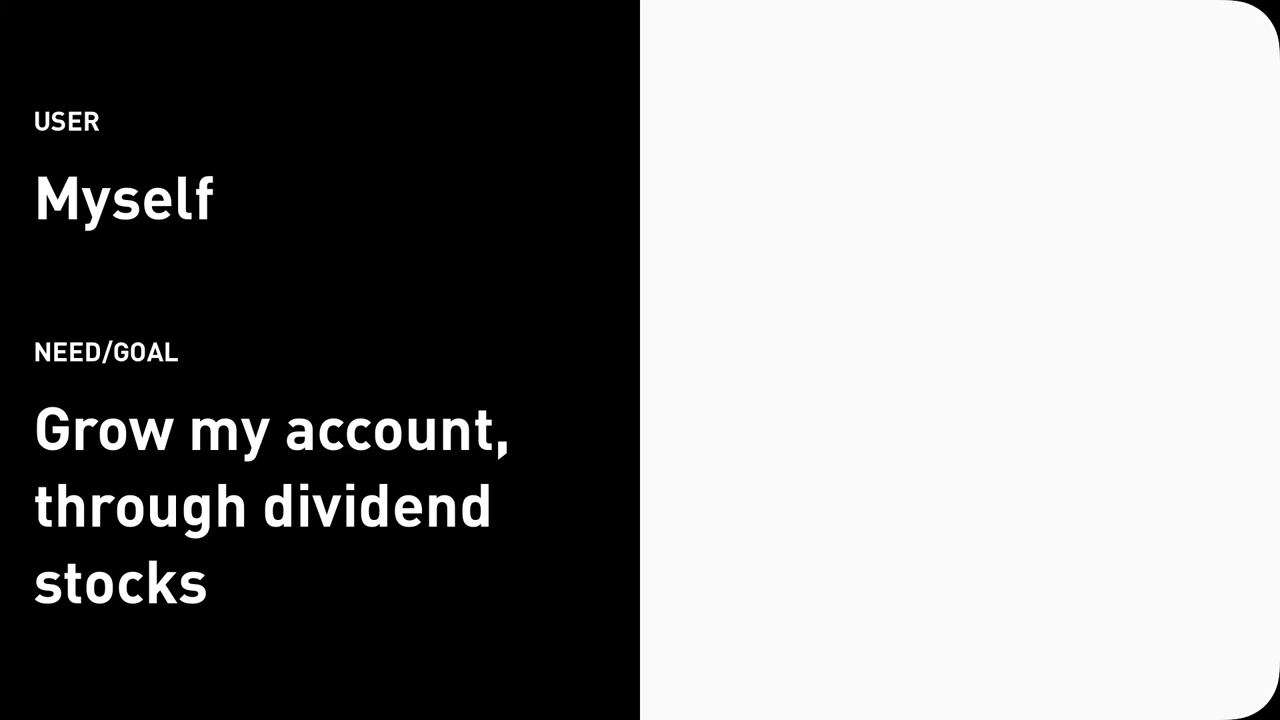 USER
Myself
NEED/GOAL
Grow my account,
through dividend
stocks